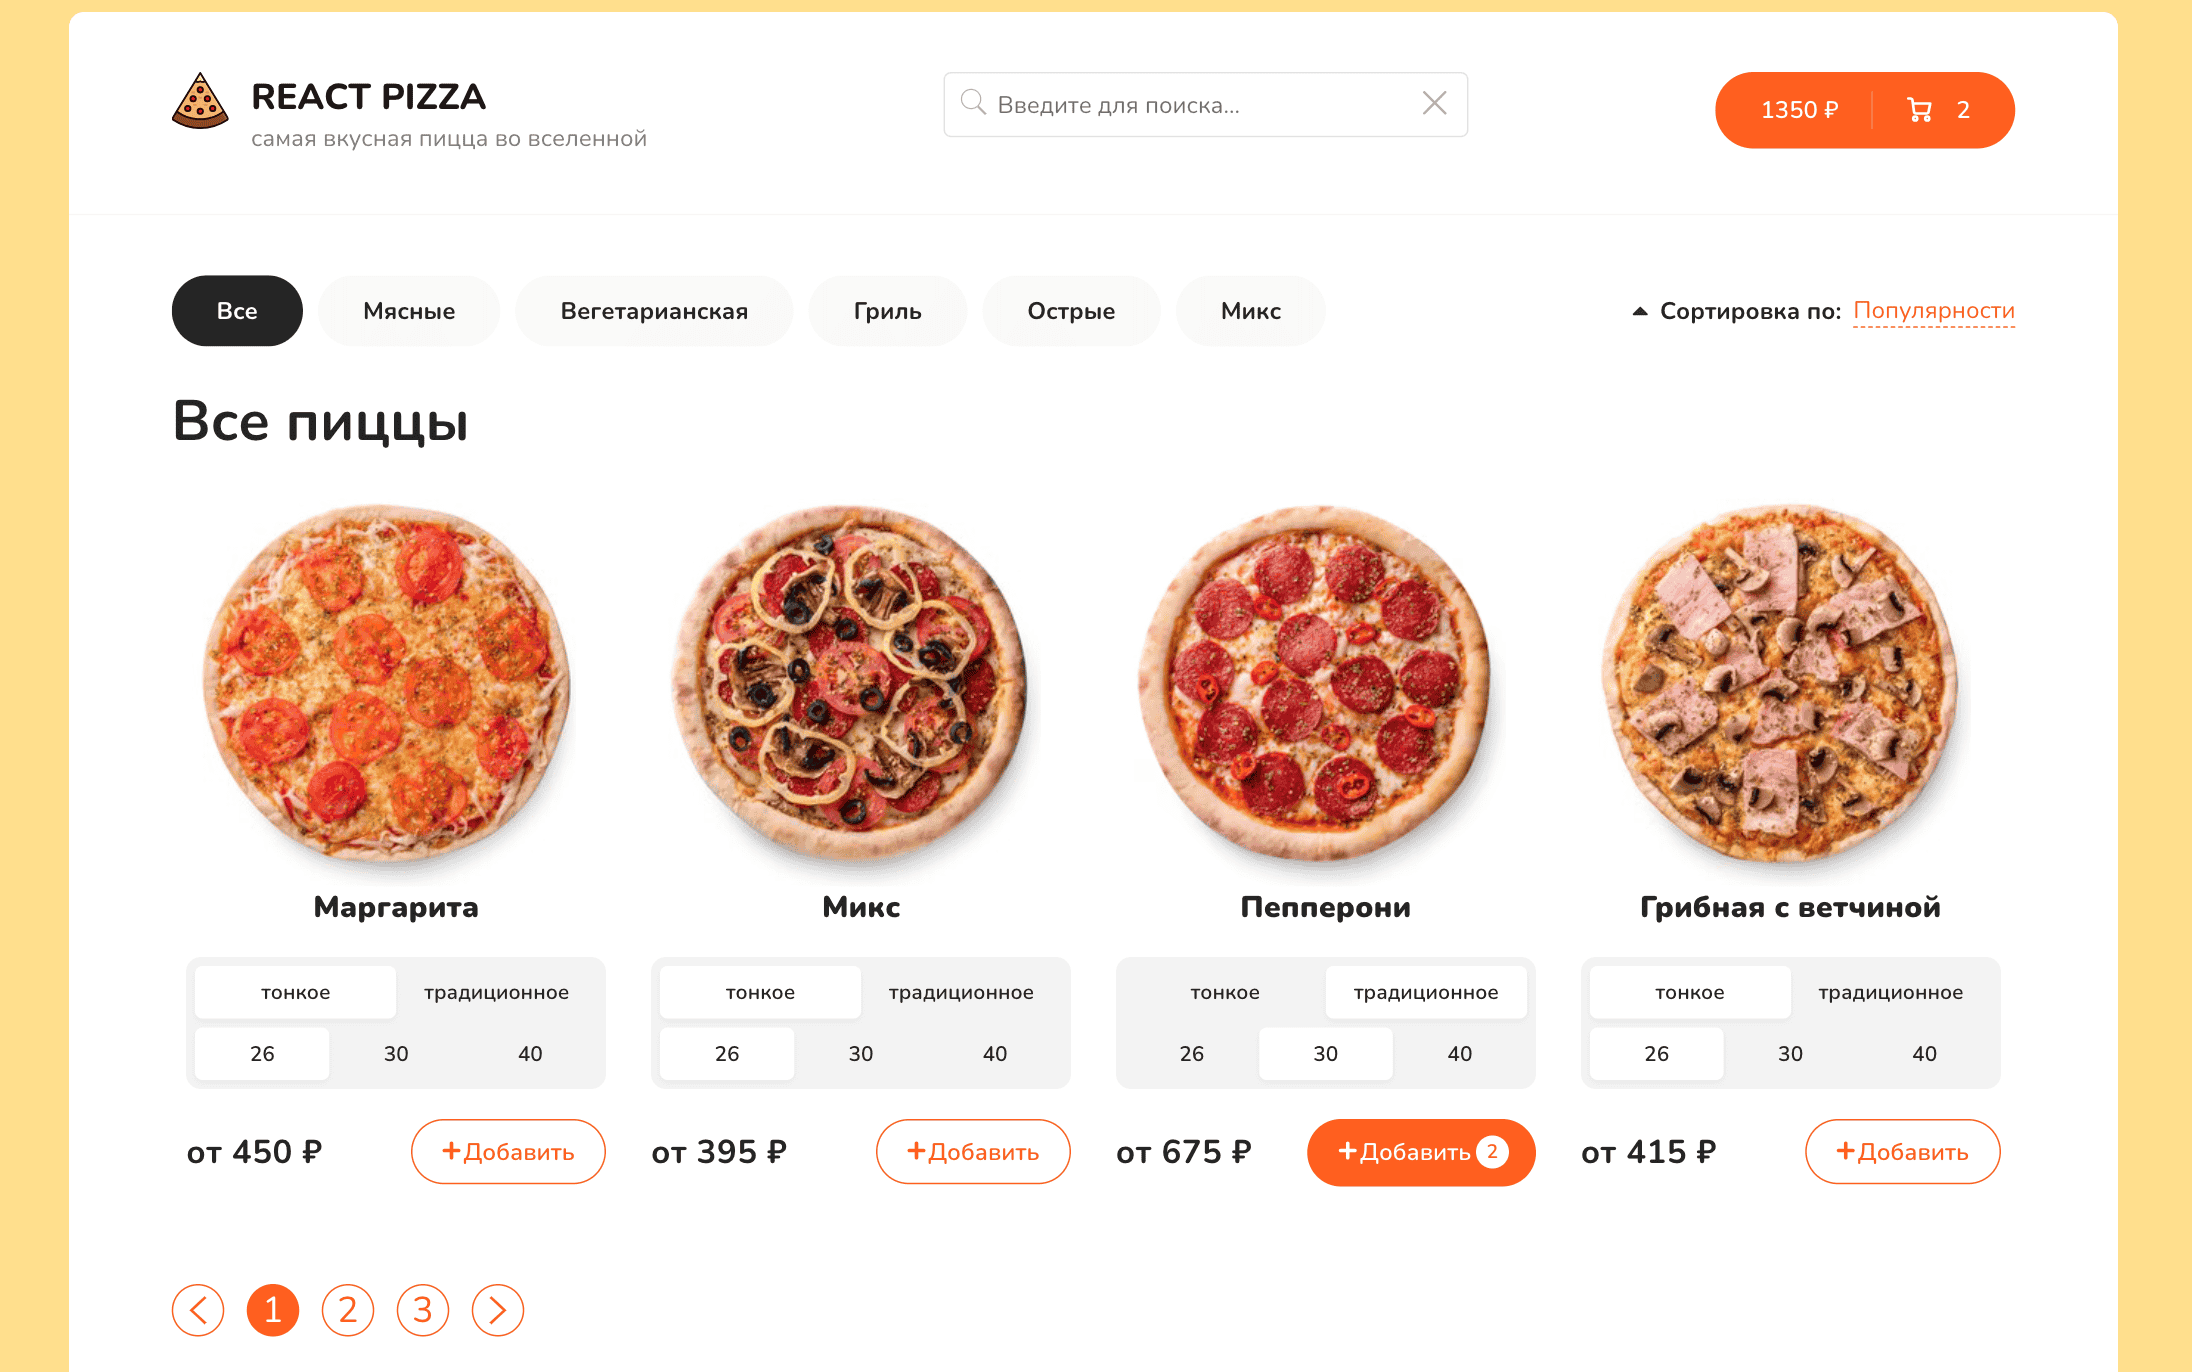 REACT PIZZA
самая вкусная пицца во вселенной
Введите для поиска...
1350 ₽ 2
Все Мясные Вегетарианская Гриль Острые Микс
Сортировка по: Популярности
Все пиццы
Маргарита Микс Пепперони Грибная с ветчиной
тонкое традиционное тонкое традиционное тонкое традиционное тонкое традиционное
26 30 40 26 30 40 26 30 40 26 30 40
от 450 ₽ +Добавить от 395 ₽ +Добавить от 675 ₽ +Добавить 2 от 415 ₽ +Добавить
1 2 3